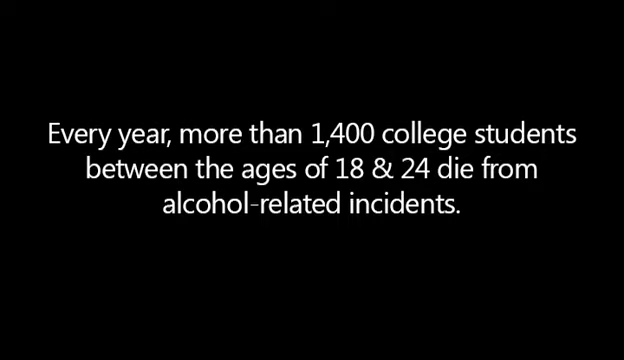 Every year, more than 1,400 college students
between the ages of 18 & 24 die from
alcohol-related incidents.